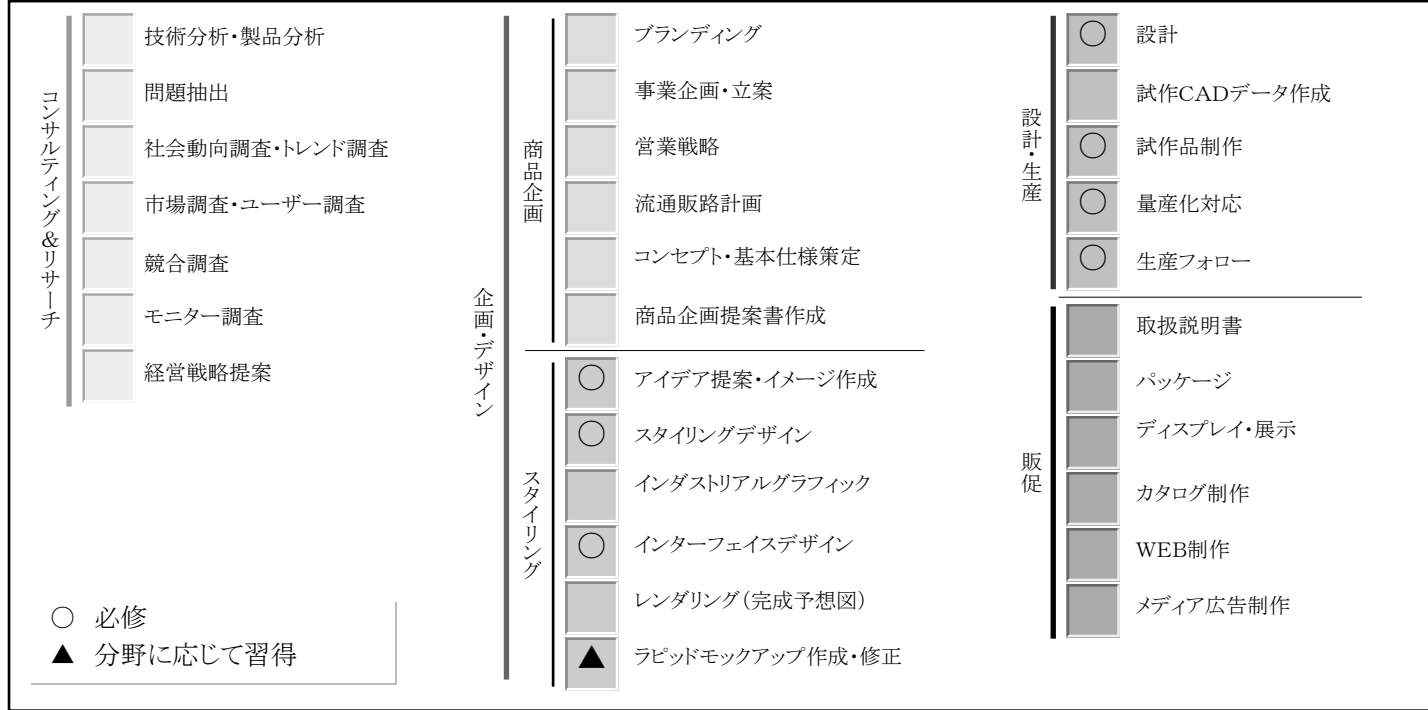 コンサルティング&リサーチ
技術分析・製品分析
問題抽出
社会動向調査・トレンド調査
市場調査・ユーザー調査
競合調査
モニター調査
経営戦略提案
企画・デザイン
商品企画
ブランディング
事業企画・立案
営業戦略
流通販路計画
コンセプト・基本仕様策定
商品企画提案書作成
スタイリング
○ アイデア提案・イメージ作成
○ スタイリングデザイン
インダストリアルグラフィック
○ インターフェイスデザイン
レンダリング(完成予想図)
▲ ラピッドモックアップ作成・修正
設計・生産
○ 設計
試作CADデータ作成
○ 試作品制作
○ 量産化対応
○ 生産フォロー
販促
取扱説明書
パッケージ
ディスプレイ・展示
カタログ制作
WEB制作
メディア広告制作
○ 必修
▲ 分野に応じて習得